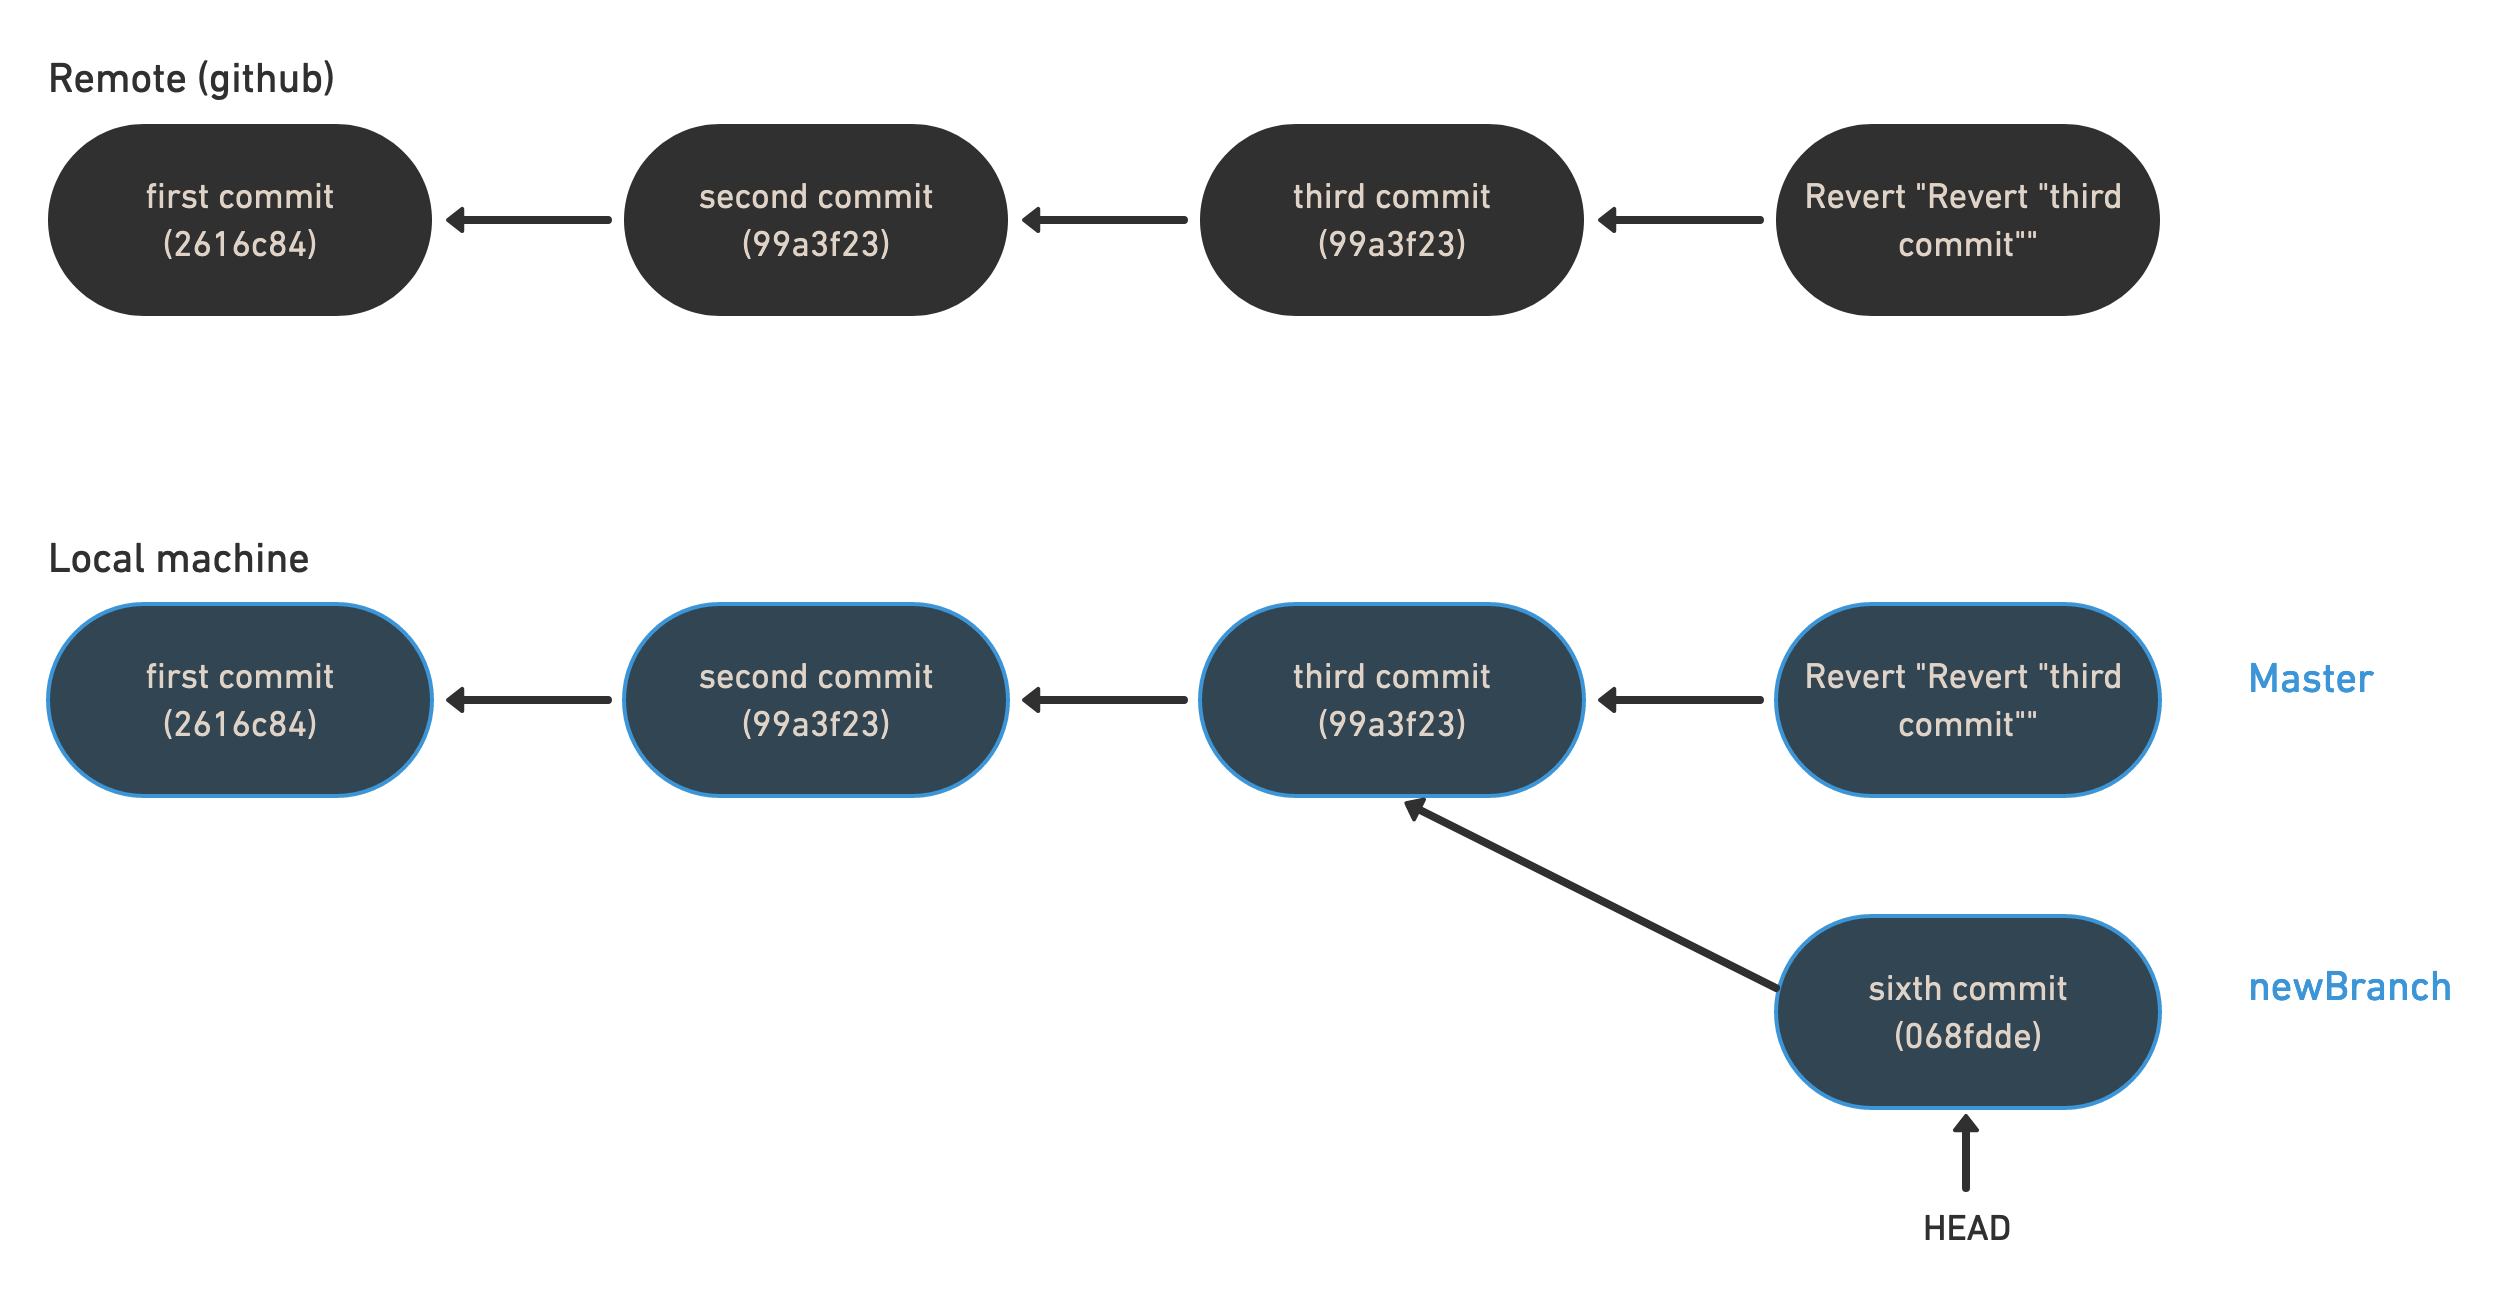 Remote (github)
first commit
(2616c84)
second commit
(99a3f23)
third commit
(99a3f23)
Revert "Revert "third
commit""
Local machine
first commit
(2616c84)
second commit
(99a3f23)
third commit
(99a3f23)
Revert "Revert "third
commit""
Master
sixth commit
(068fdde)
newBranch
HEAD